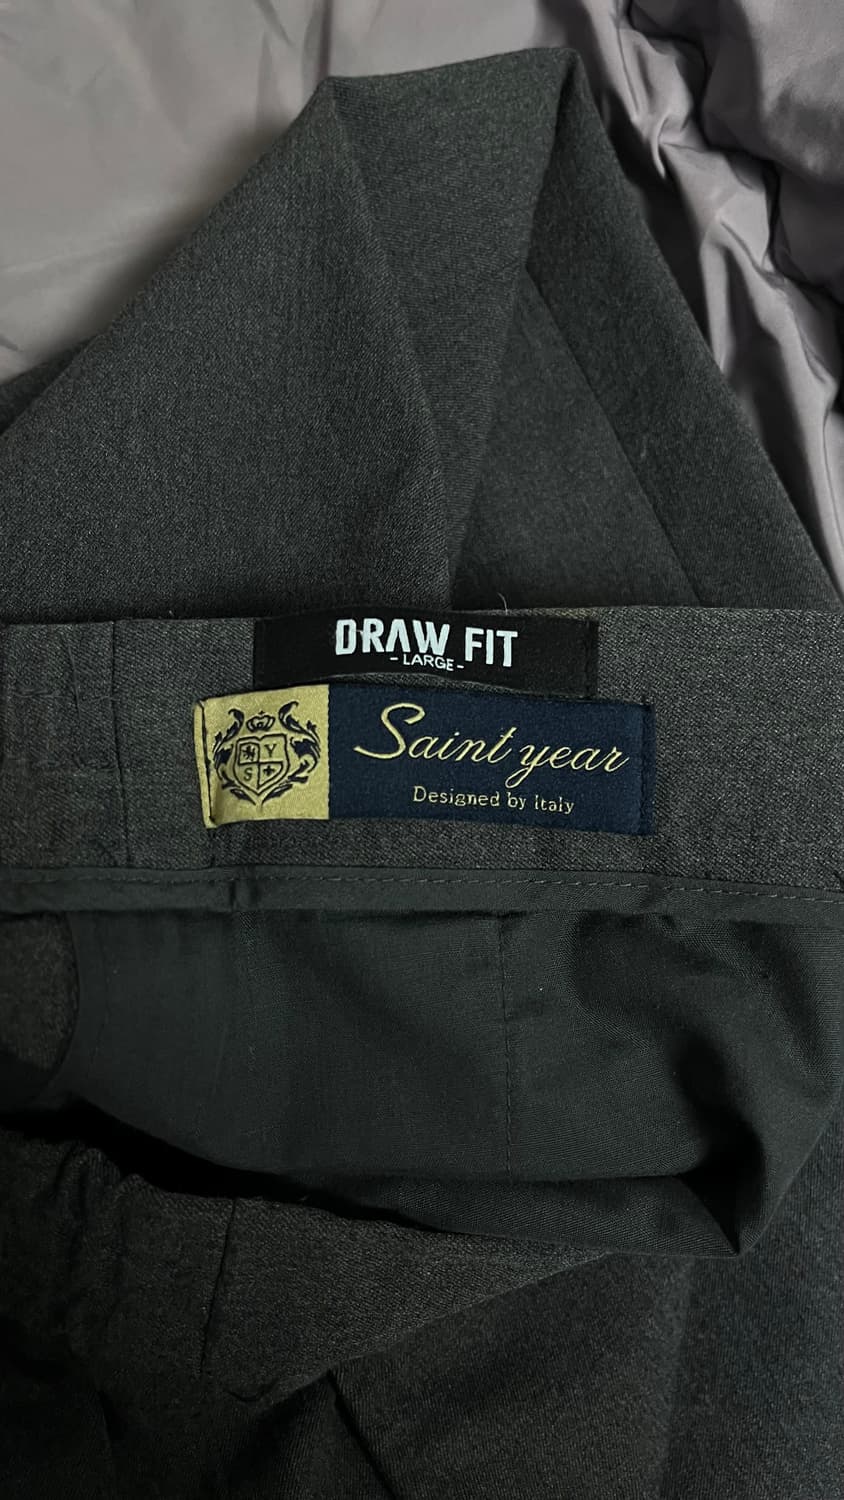 DRAW FIT
- LARGE -
Saint year
Y
S
Designed by Italy